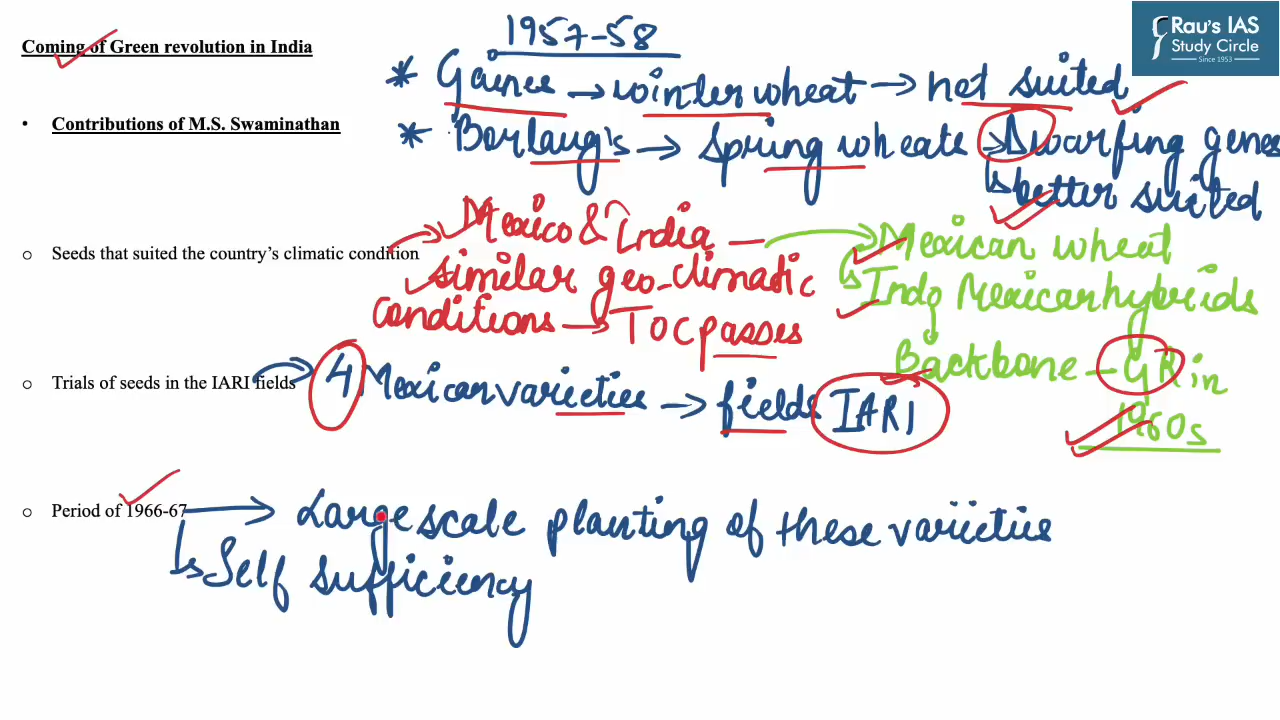 Rau's IAS
Study Circle
Since 1953
Coming of Green revolution in India
1957-58
* Gaines → winter wheat → not suited
• Contributions of M.S. Swaminathan
* Borlaug's → Spring wheats → Dwarfing genes
better suited
o Seeds that suited the country's climatic condition
→ Mexico & India —
similar geo-climatic
conditions → TOC passes
→ Mexican wheat
Indo Mexican hybrids
Backbone - GR in
1960s
o Trials of seeds in the IARI fields
→ 4 Mexican varieties → fields IARI
o Period of 1966-67
→ Large scale planting of these varieties
Self sufficiency